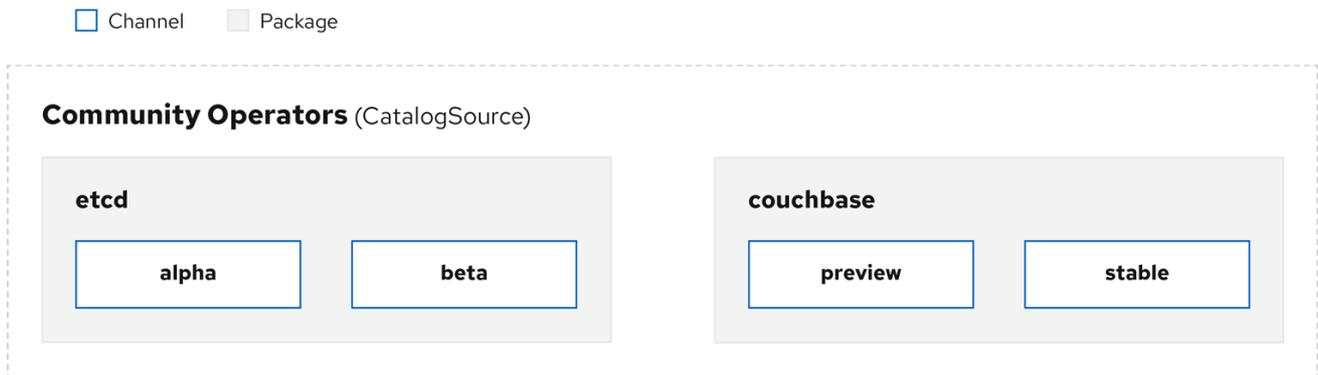 Channel Package
Community Operators (CatalogSource)
etcd couchbase
alpha beta preview stable